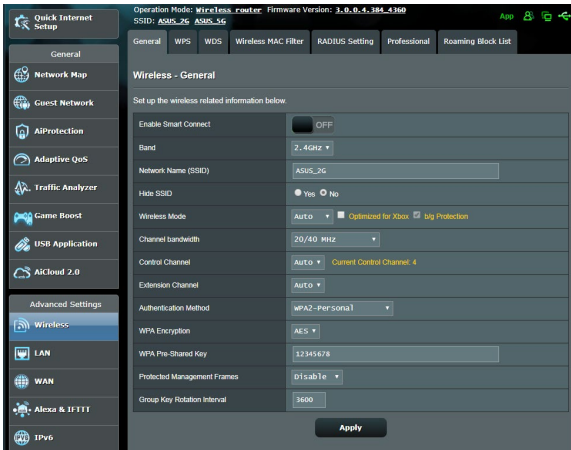 Quick Internet
Setup
General
Network Map
Guest Network
AiProtection
Adaptive QoS
Traffic Analyzer
Game Boost
USB Application
AiCloud 2.0
Advanced Settings
Wireless
LAN
WAN
Alexa & IFTTT
IPv6
Operation Mode: Wireless router Firmware Version: 3.0.0.4.384_4360
SSID: ASUS_2G ASUS_5G
App
General WPS WDS Wireless MAC Filter RADIUS Setting Professional Roaming Block List
Wireless - General
Set up the wireless related information below.
Enable Smart Connect OFF
Band 2.4GHz
Network Name (SSID) ASUS_2G
Hide SSID Yes No
Wireless Mode Auto Optimized for Xbox b/g Protection
Channel bandwidth 20/40 MHz
Control Channel Auto Current Control Channel: 4
Extension Channel Auto
Authentication Method WPA2-Personal
WPA Encryption AES
WPA Pre-Shared Key 12345678
Protected Management Frames Disable
Group Key Rotation Interval 3600
Apply